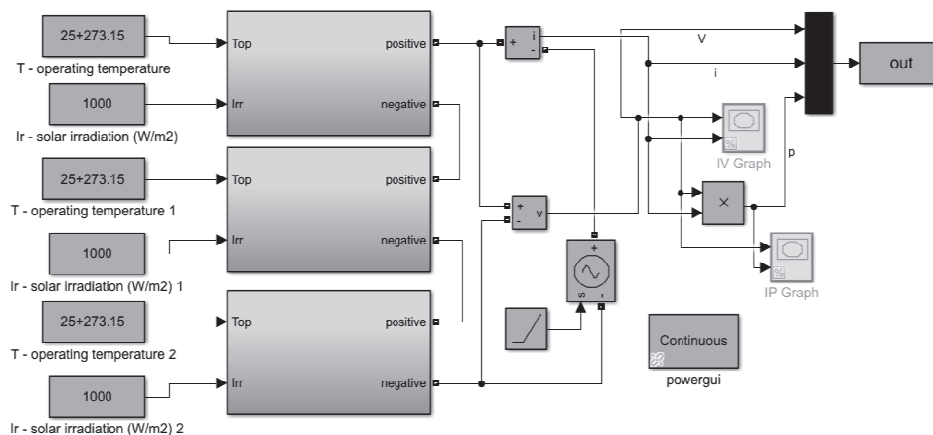 25+273.15
T - operating temperature
1000
Ir - solar irradiation (W/m2)
25+273.15
T - operating temperature 1
1000
Ir - solar irradiation (W/m2) 1
25+273.15
T - operating temperature 2
1000
Ir - solar irradiation (W/m2) 2
Top
positive
Irr
negative
Top
positive
Irr
negative
Top
positive
Irr
negative
+
i
-
+
-
v
+
s
-
V
i
p
IV Graph
×
IP Graph
Continuous
powergui
out